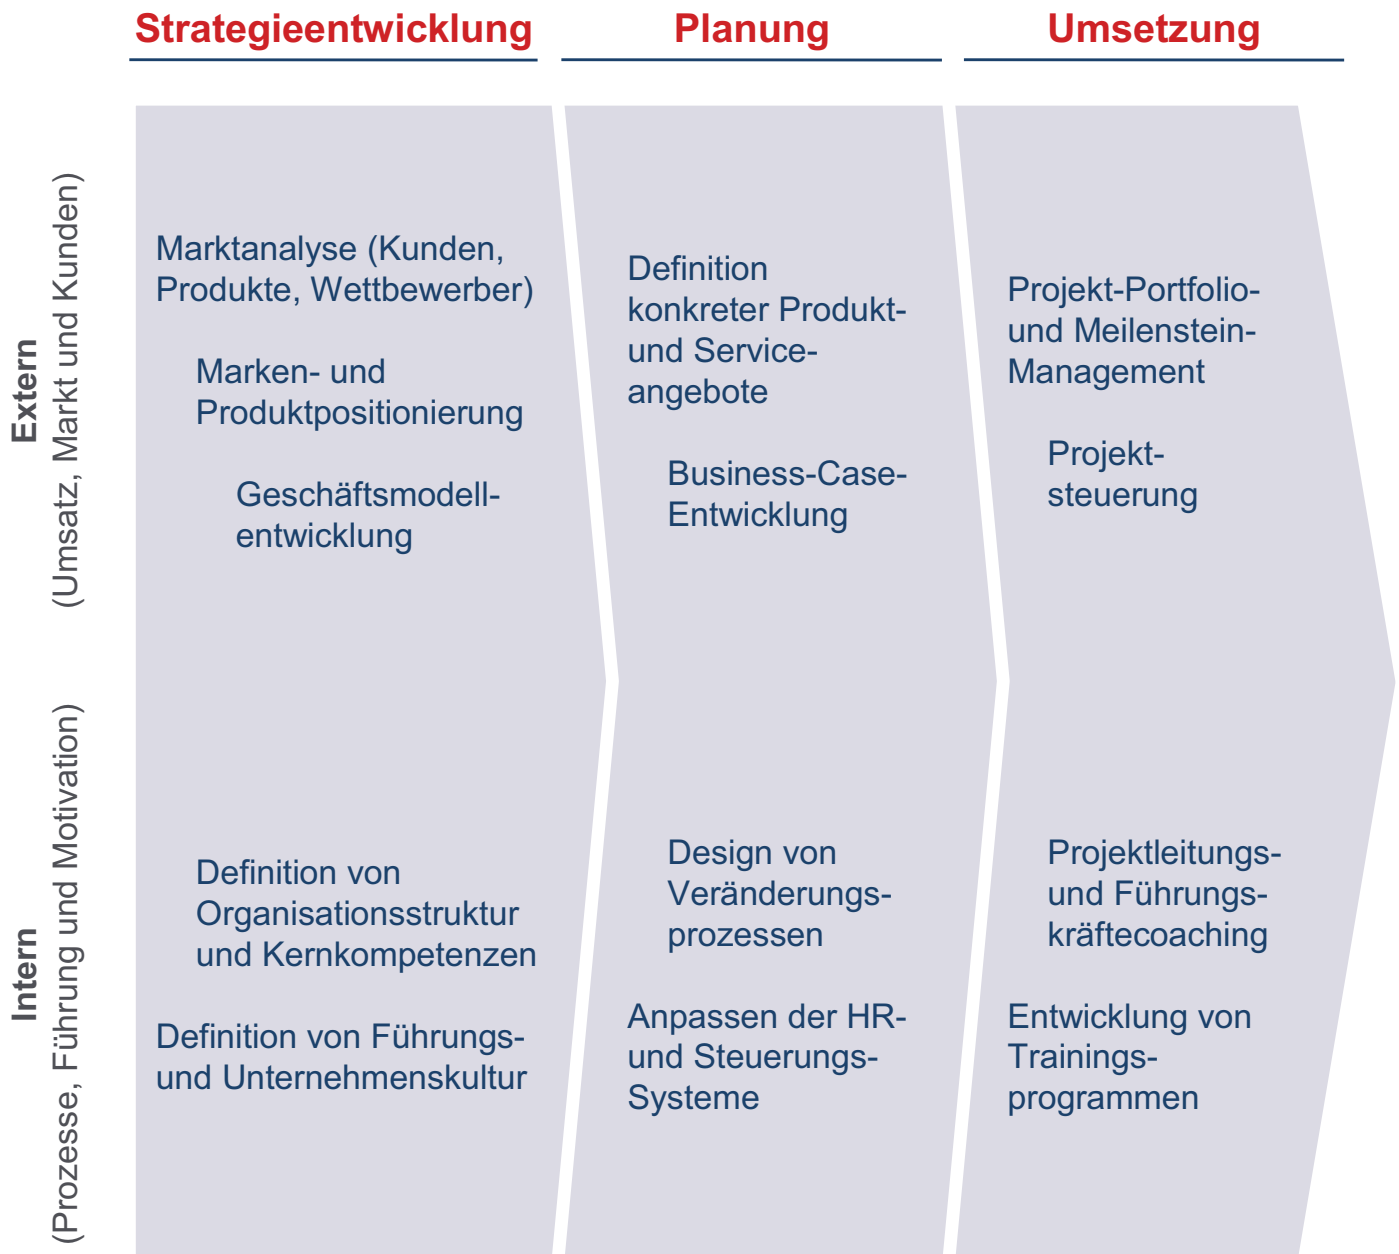 Strategieentwicklung
Planung
Umsetzung
Extern
(Umsatz, Markt und Kunden)
Marktanalyse (Kunden,
Produkte, Wettbewerber)
Marken- und
Produktpositionierung
Geschäftsmodell-
entwicklung
Definition
konkreter Produkt-
und Service-
angebote
Business-Case-
Entwicklung
Projekt-Portfolio-
und Meilenstein-
Management
Projekt-
steuerung
Intern
(Prozesse, Führung und Motivation)
Definition von
Organisationsstruktur
und Kernkompetenzen
Definition von Führungs-
und Unternehmenskultur
Design von
Veränderungs-
prozessen
Anpassen der HR-
und Steuerungs-
Systeme
Projektleitungs-
und Führungs-
kräftecoaching
Entwicklung von
Trainings-
programmen